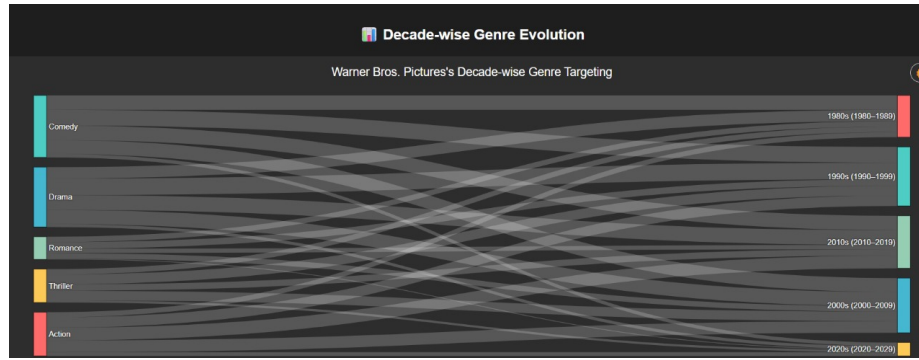 📊 Decade-wise Genre Evolution
Warner Bros. Pictures's Decade-wise Genre Targeting
Comedy
Drama
Romance
Thriller
Action
1980s (1980–1989)
1990s (1990–1999)
2010s (2010–2019)
2000s (2000–2009)
2020s (2020–2029)